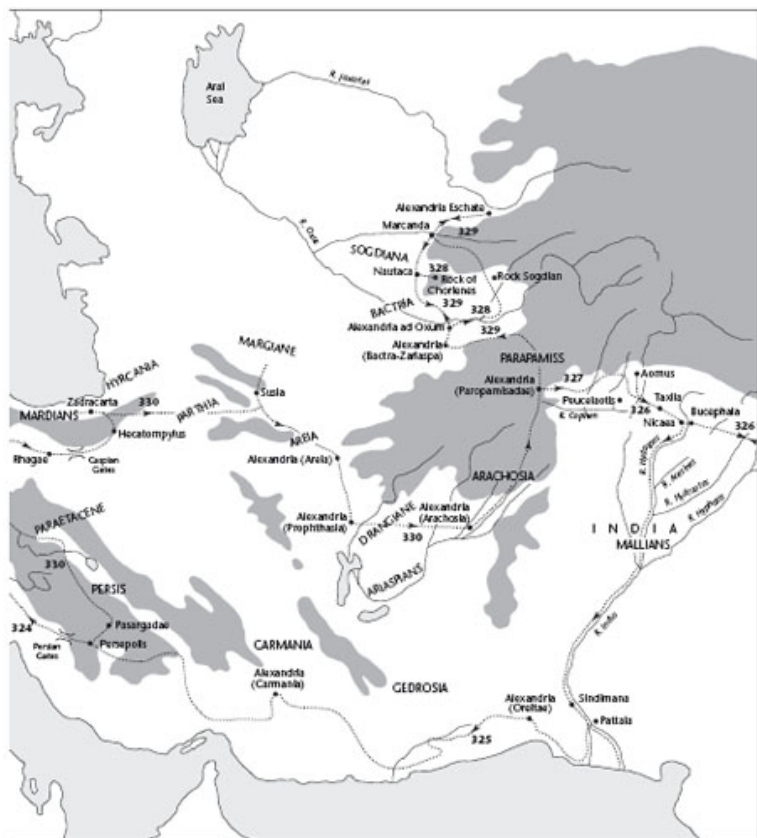 Aral
Sea
R. Jaxartes
R. Oxus
Alexandria Eschate
Marcanda
329
SOGDIANA
Nautaca
328
Rock of
Chorienes
Rock Sogdian
BACTRIA
329
328
Alexandria ad Oxum
329
Alexandria
(Bactra-Zariaspa)
MARGIANE
PARAPAMISS
HYRCANIA
Zadracarta
330
PARTHIA
Susia
Alexandria
(Paropamisadae)
327
Aornus
Peucelaotis
326
Taxila
R. Cophen
Nicaea
Bucephala
326
MARDIANS
Hecatompylus
AREIA
Rhagae
Caspian
Gates
Alexandria (Areia)
R. Hydaspes
R. Hydraotes
R. Hyphasis
ARACHOSIA
Alexandria
(Prophthasia)
DRANGIANE
330
Alexandria
(Arachosia)
ARIASPIANS
INDIA
MALLIANS
PARAETACENE
330
PERSIS
Pasargadae
324
Persian
Gates
Persepolis
CARMANIA
Alexandria
(Carmania)
GEDROSIA
R. Indus
Alexandria
(Oreitae)
Sindimana
Pattala
325